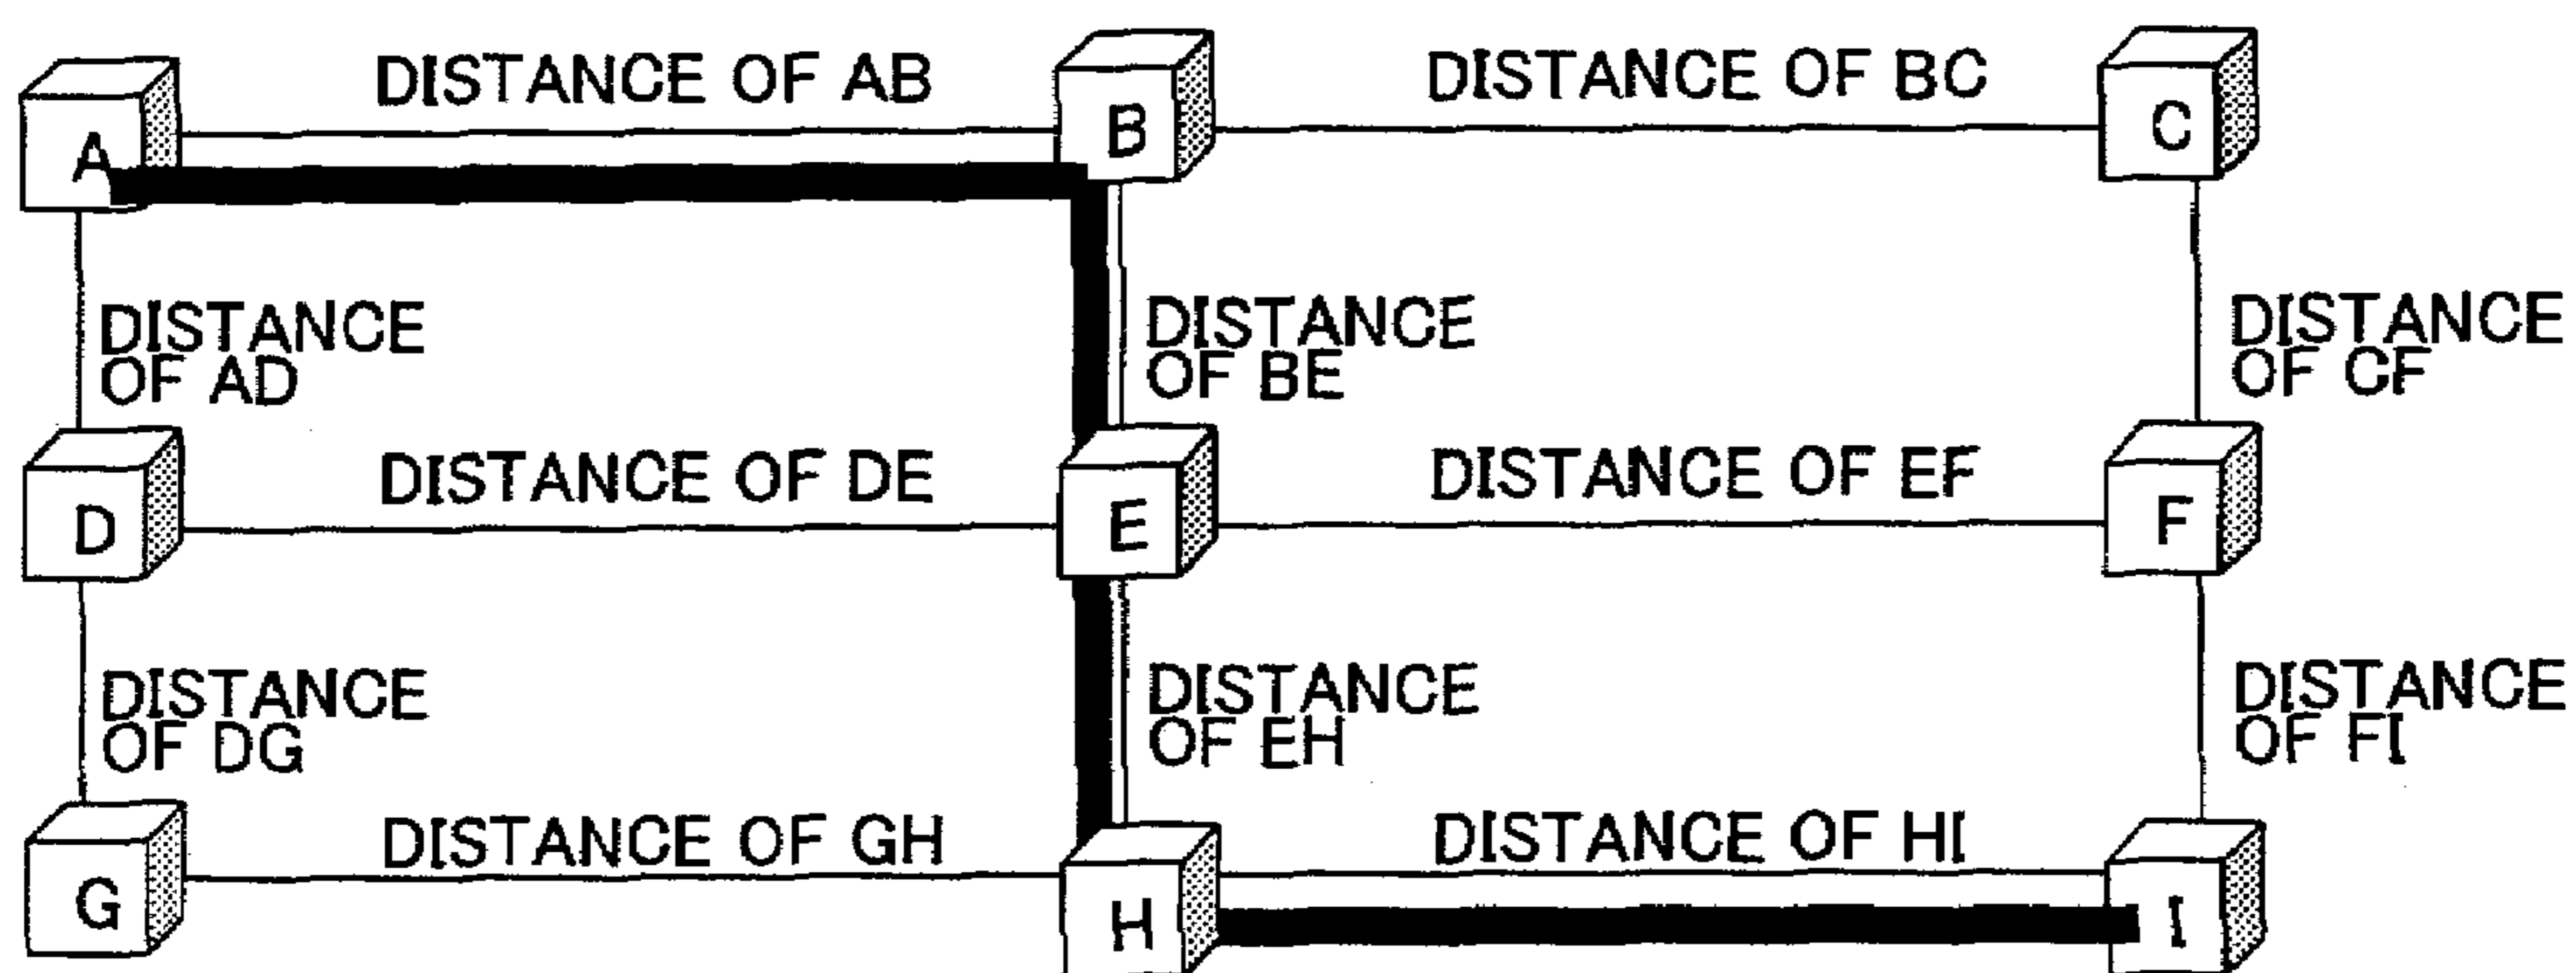 DISTANCE OF AB
DISTANCE OF BC
A
B
C
DISTANCE
OF AD
DISTANCE
OF BE
DISTANCE
OF CF
DISTANCE OF DE
DISTANCE OF EF
D
E
F
DISTANCE
OF DG
DISTANCE
OF EH
DISTANCE
OF FI
DISTANCE OF GH
DISTANCE OF HI
G
H
I